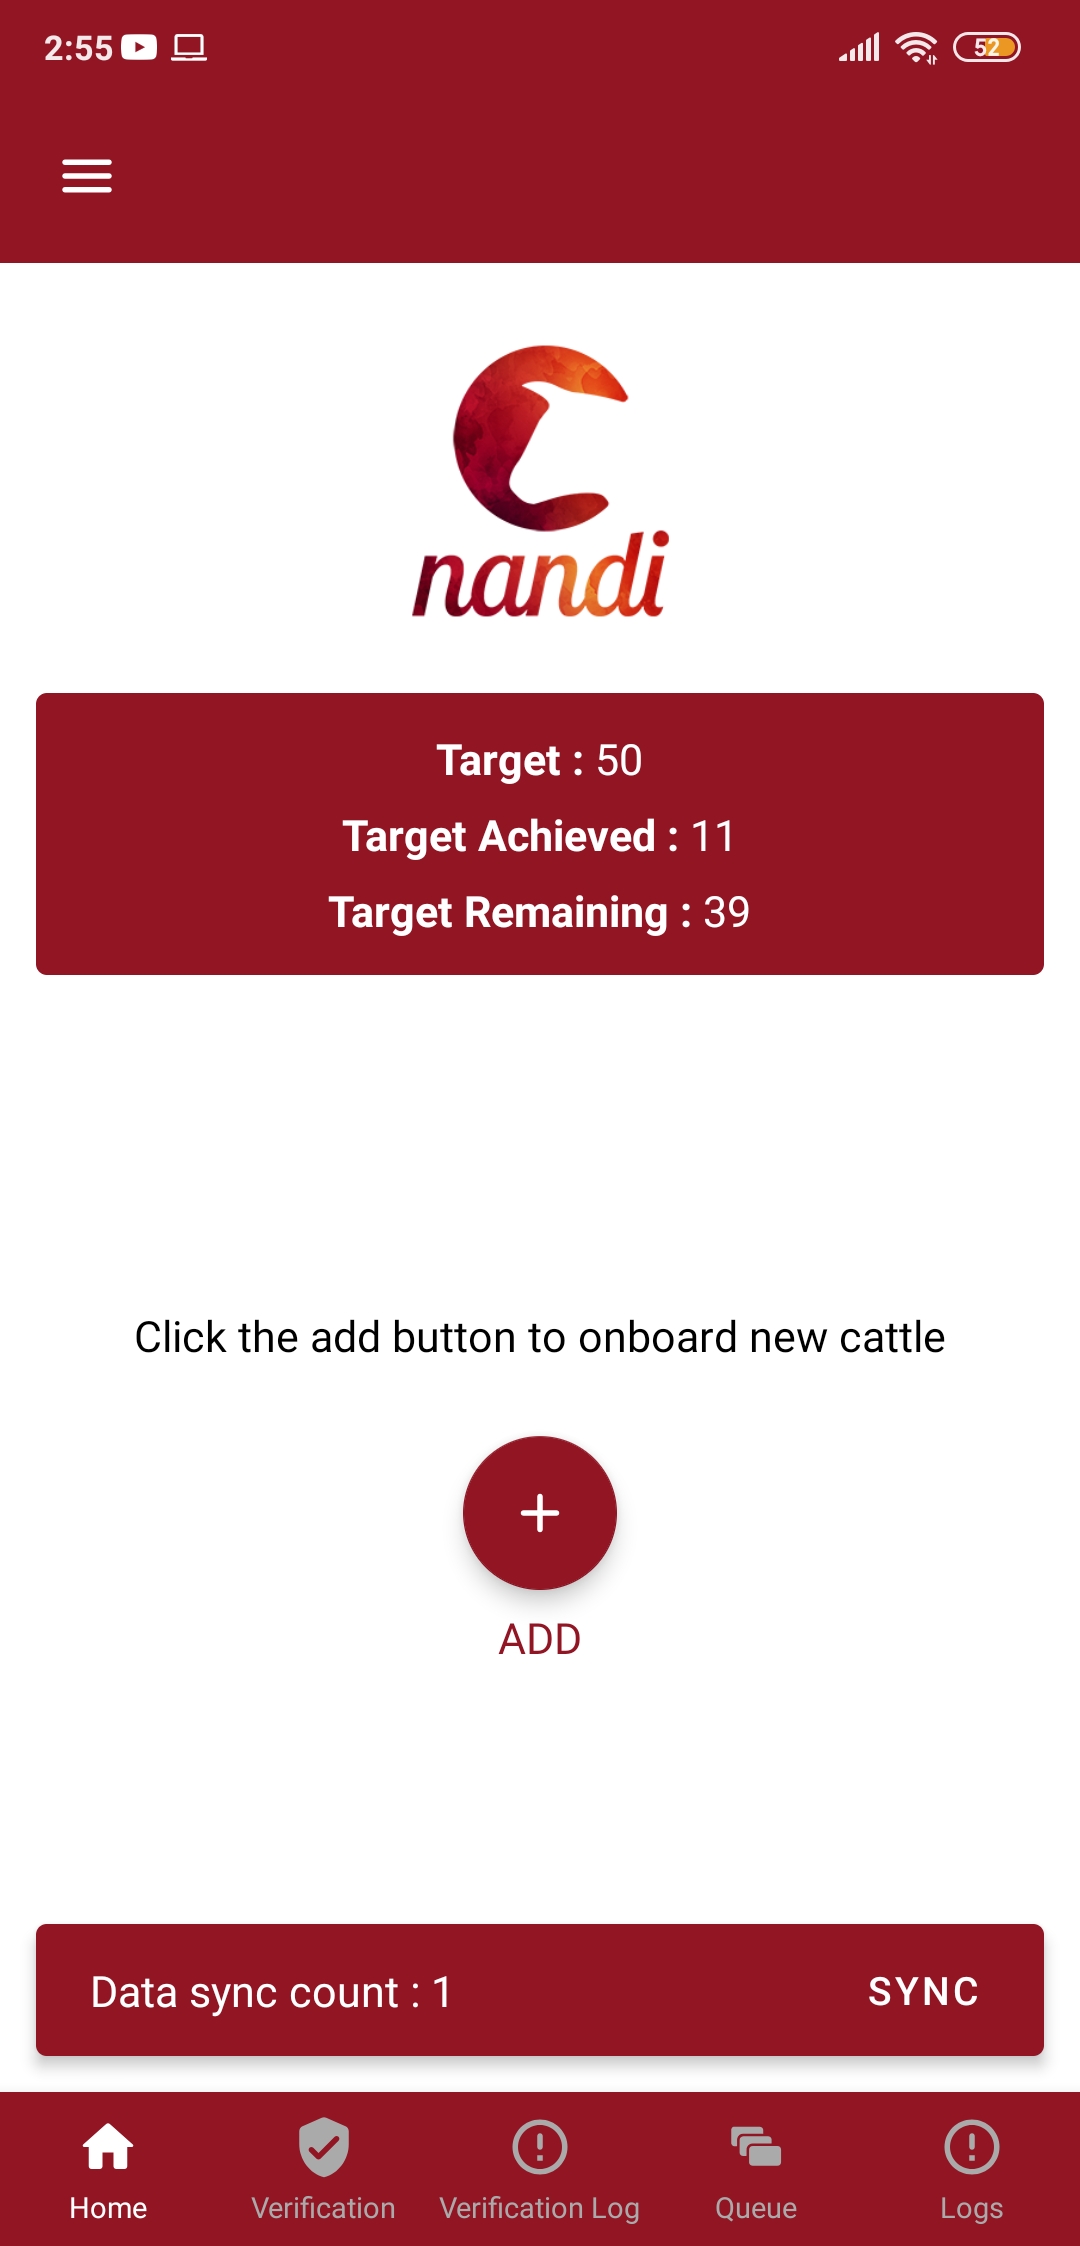 2:55
52
nandi
Target : 50
Target Achieved : 11
Target Remaining : 39
Click the add button to onboard new cattle
ADD
Data sync count : 1 SYNC
Home Verification Verification Log Queue Logs